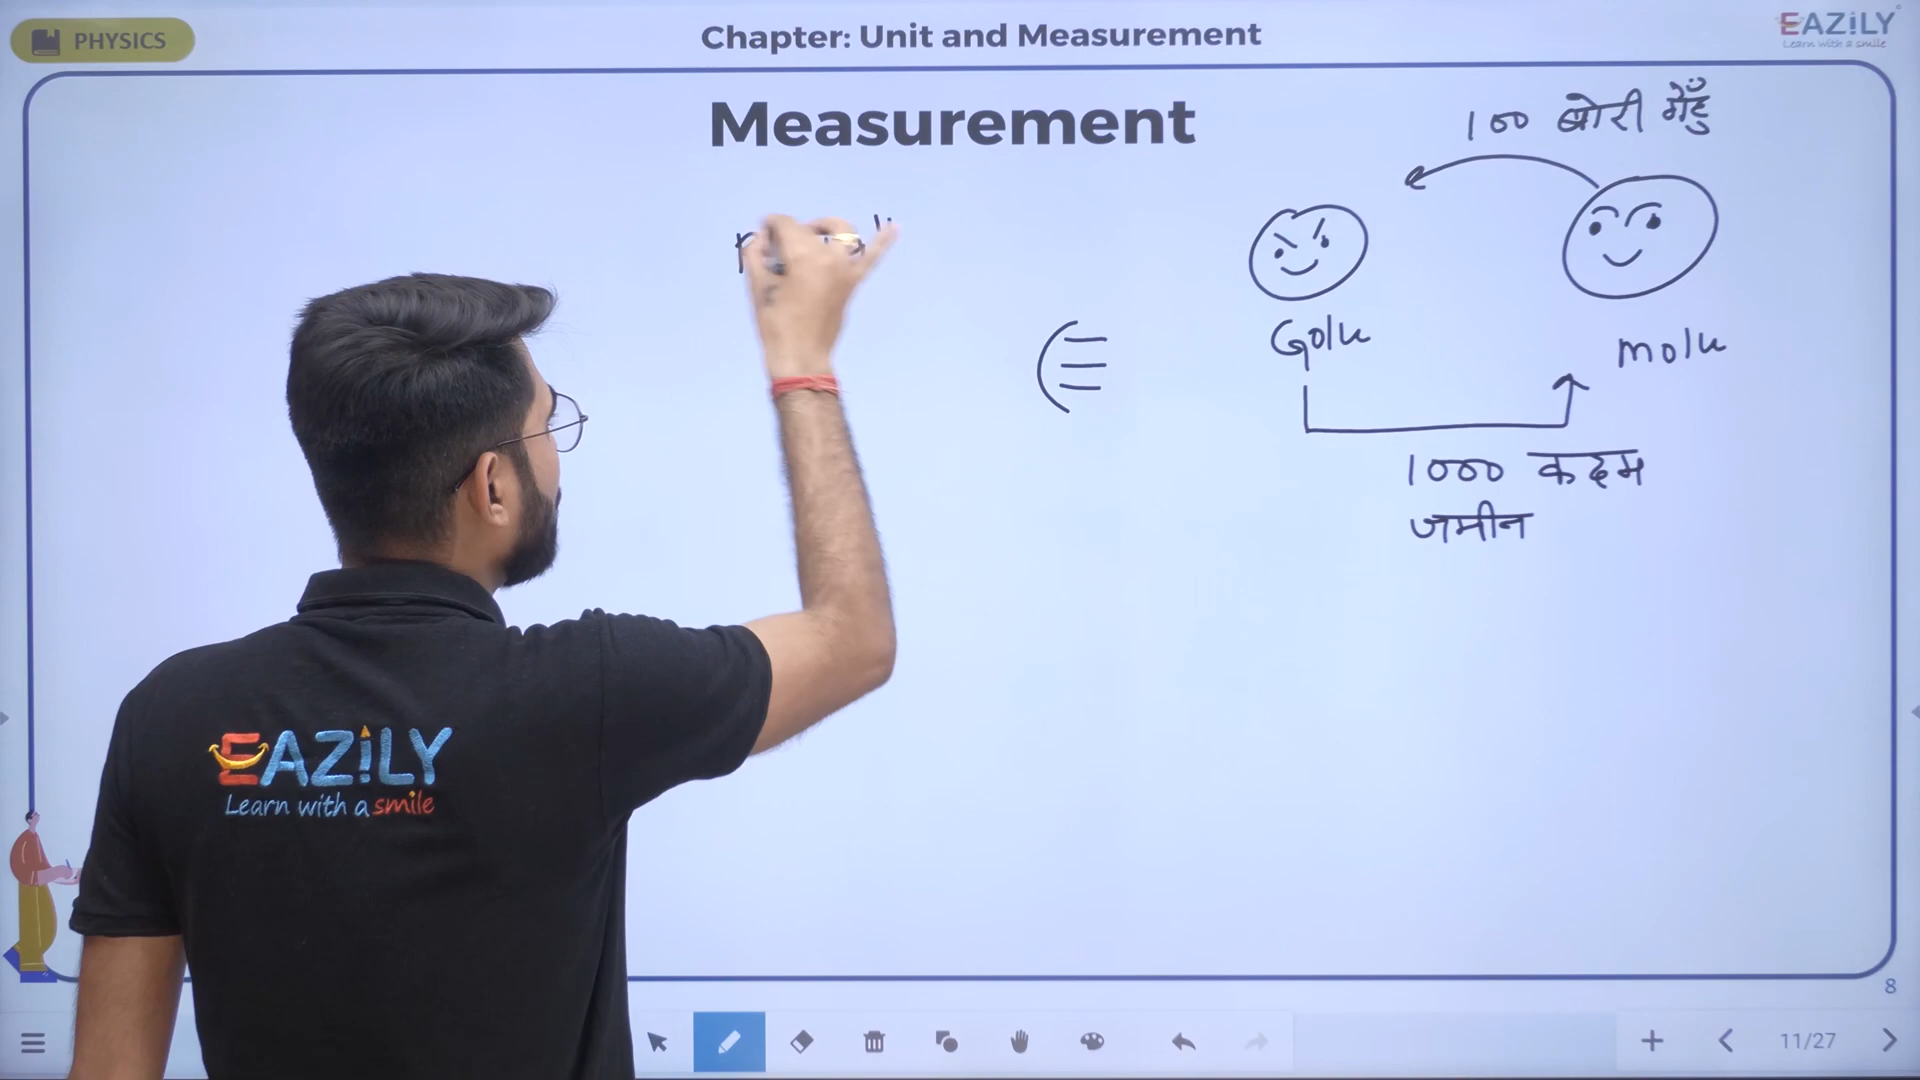 PHYSICS
Chapter: Unit and Measurement
EAZiLY
Learn with a smile
Measurement
100 बोरी गेहुँ
Golu
molu
1000 कदम
जमीन
EAZiLY
Learn with a smile
8
11/27